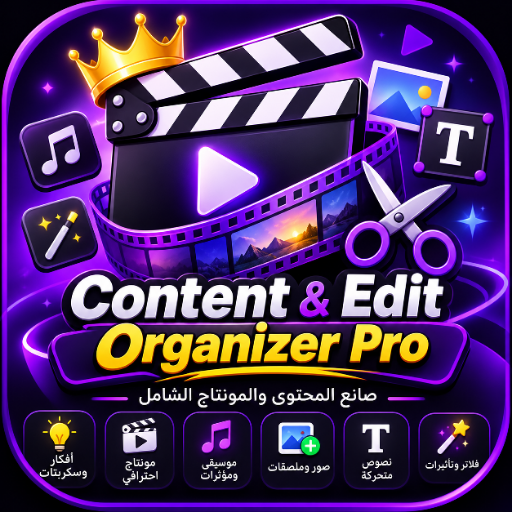 T
Content & Edit
Organizer Pro
صانع المحتوى والمونتاج الشامل
أفكار
وسكربتات
مونتاج
احترافي
موسيقى
ومؤثرات
صور وملصقات
T
نصوص
متحركة
فلاتر وتأثيرات